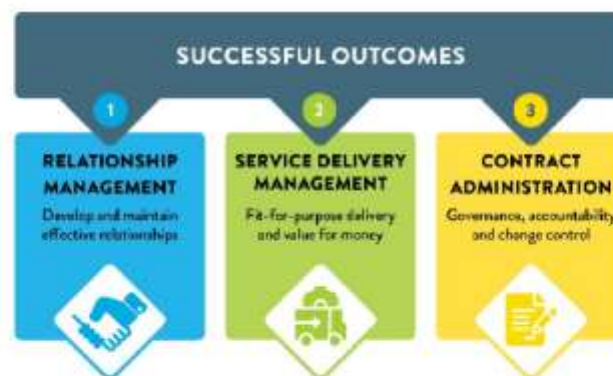 SUCCESSFUL OUTCOMES
1
RELATIONSHIP
MANAGEMENT
Develop and maintain
effective relationships
2
SERVICE DELIVERY
MANAGEMENT
Fit-for-purpose delivery
and value for money
3
CONTRACT
ADMINISTRATION
Governance, accountability
and change control